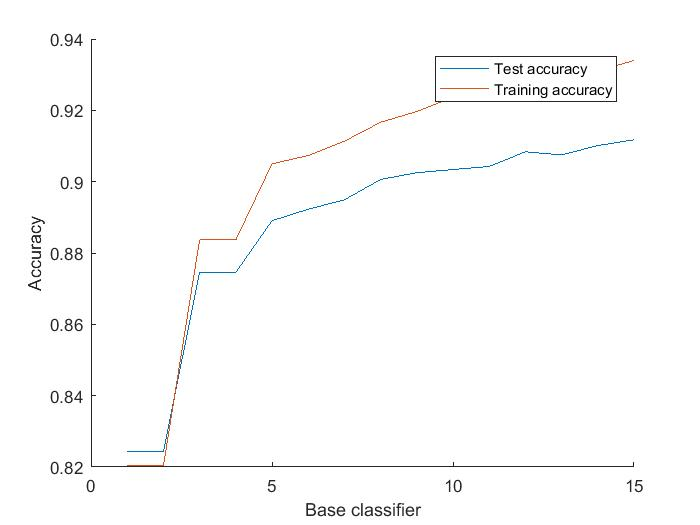 0.94
0.92
0.9
0.88
0.86
0.84
0.82
Accuracy
Test accuracy
Training accuracy
0
5
10
15
Base classifier